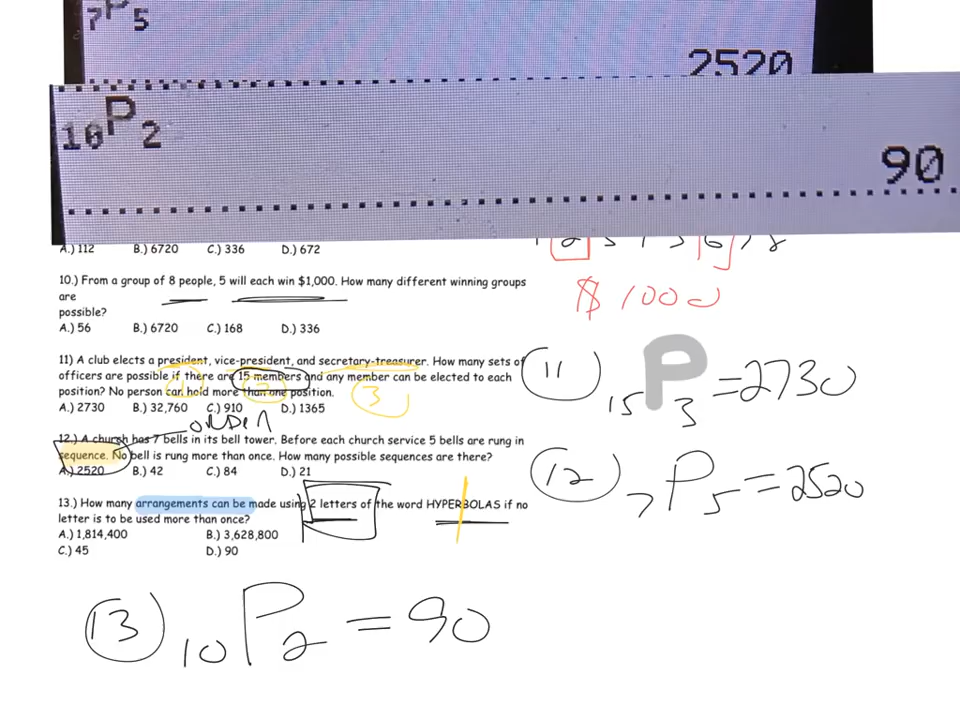 7P5
2520
10P2
90
A.) 112 B.) 6720 C.) 336 D.) 672
10.) From a group of 8 people, 5 will each win $1,000. How many different winning groups
are
possible?
$ 1000
A.) 56 B.) 6720 C.) 168 D.) 336
11) A club elects a president, vice-president, and secretary-treasurer. How many sets of
officers are possible if there are 15 members and any member can be elected to each
position? No person can hold more than one position.
1 2 3
11 15P3 =2730
A.) 2730 B.) 32,760 C.) 910 D.) 1365
order
12.) A church has 7 bells in its bell tower. Before each church service 5 bells are rung in
sequence. No bell is rung more than once. How many possible sequences are there?
A.) 2520 B.) 42 C.) 84 D.) 21
12 7P5 =2520
13.) How many arrangements can be made using 2 letters of the word HYPERBOLAS if no
letter is to be used more than once?
A.) 1,814,400 B.) 3,628,800
C.) 45 D.) 90
13 10P2 = 90